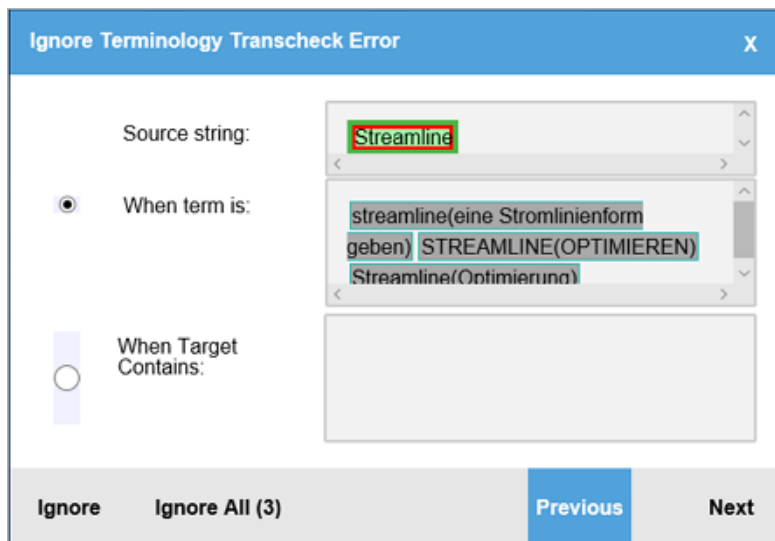 Ignore Terminology Transcheck Error X
Source string:
Streamline
When term is:
streamline(eine Stromlinienform
geben) STREAMLINE(OPTIMIEREN)
Streamline(Optimierung)
When Target
Contains:
Ignore Ignore All (3) Previous Next